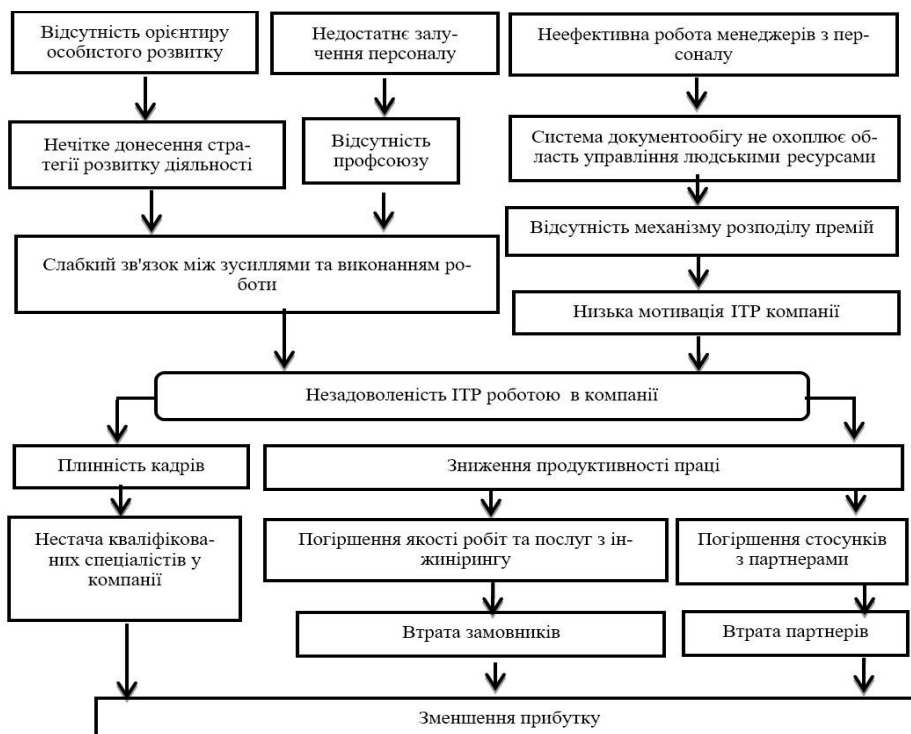 Відсутність орієнтиру
особистого розвитку
Недостатнє залу-
чення персоналу
Неефективна робота менеджерів з пер-
соналу
Нечітке донесення стра-
тегії розвитку діяльності
Відсутність
профсоюзу
Система документообігу не охоплює об-
ласть управління людськими ресурсами
Відсутність механізму розподілу премій
Слабкий зв'язок між зусиллями та виконанням ро-
боти
Низька мотивація ІТР компанії
Незадоволеність ІТР роботою в компанії
Плинність кадрів
Зниження продуктивності праці
Нестача кваліфікова-
них спеціалістів у
компанії
Погіршення якості робіт та послуг з ін-
жинірингу
Погіршення стосунків
з партнерами
Втрата замовників
Втрата партнерів
Зменшення прибутку